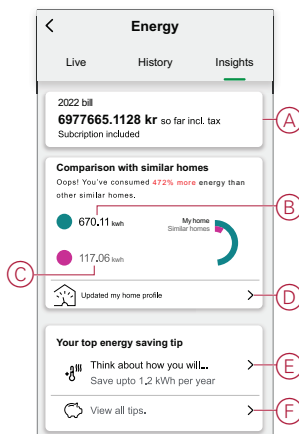 Energy
Live History Insights
2022 bill
6977665.1128 kr so far incl. tax
Subcription included
A
Comparison with similar homes
Oops! You've consumed 472% more energy than
other similar homes.
B
670.11 kwh
My home
Similar homes
C
117.06 kwh
Updated my home profile
D
Your top energy saving tip
Think about how you will...
E
Save upto 1,2 kWh per year
View all tips.
F